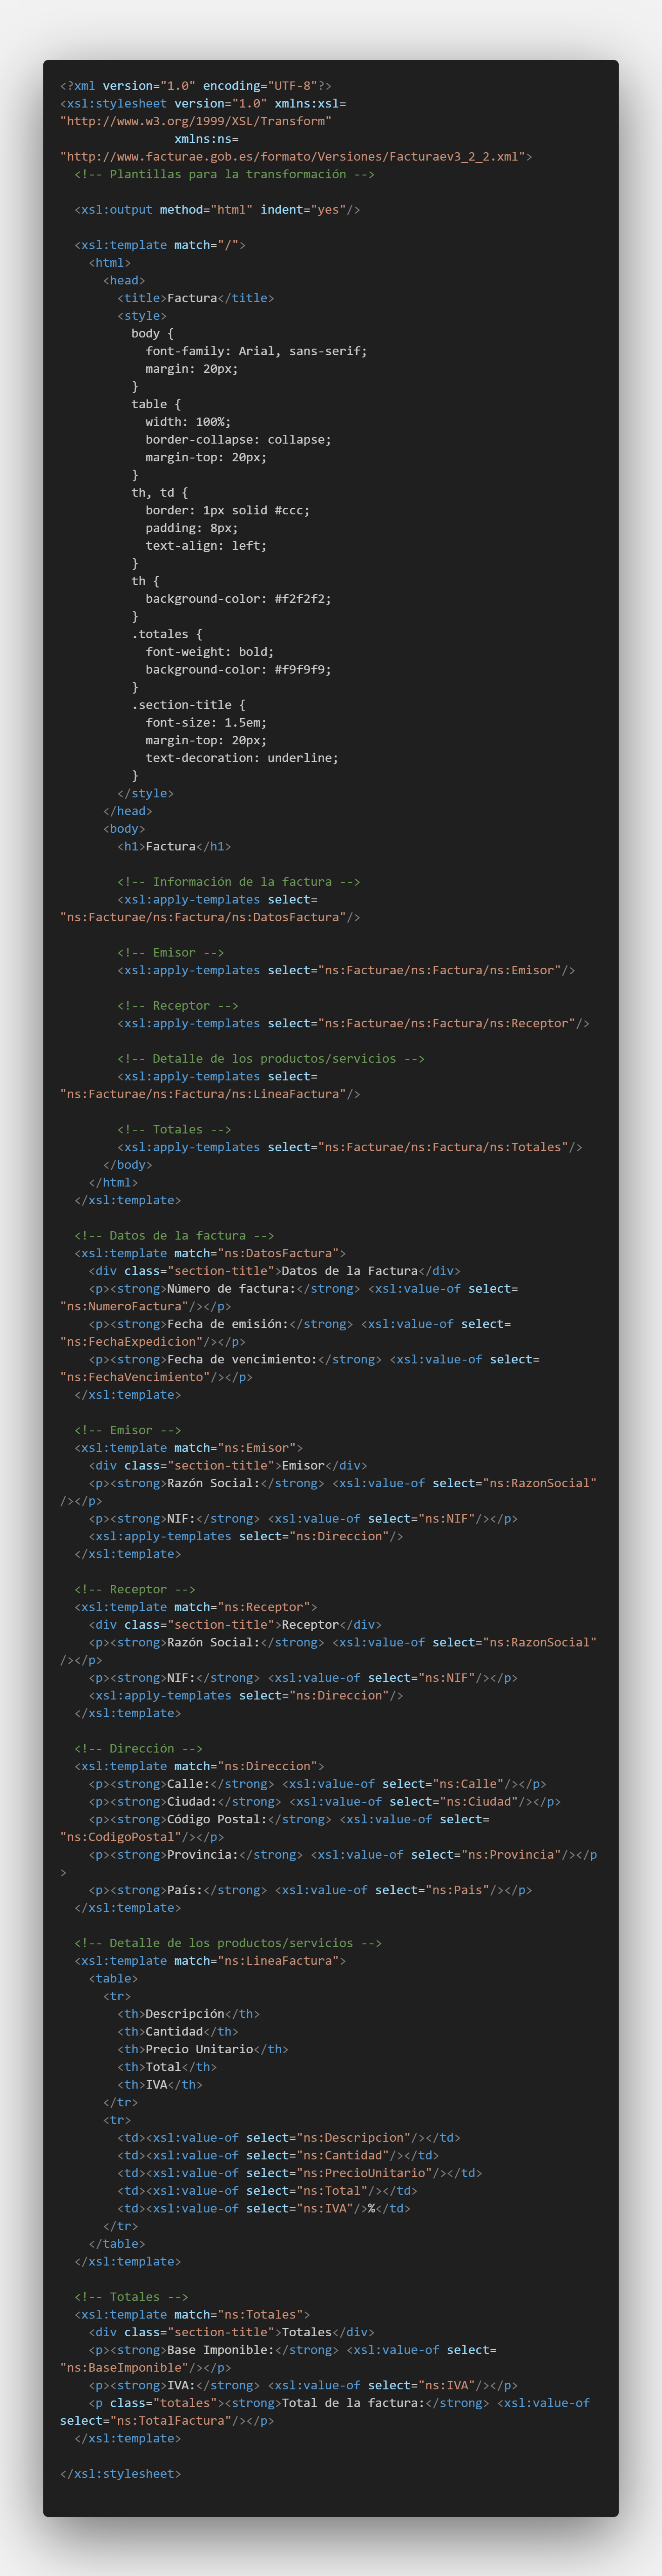 <?xml version="1.0" encoding="UTF-8"?>
<xsl:stylesheet version="1.0" xmlns:xsl=
"http://www.w3.org/1999/XSL/Transform"
                xmlns:ns=
"http://www.facturae.gob.es/formato/Versiones/Facturaev3_2_2.xml">
  <!-- Plantillas para la transformación -->

  <xsl:output method="html" indent="yes"/>

  <xsl:template match="/">
    <html>
      <head>
        <title>Factura</title>
        <style>
          body {
            font-family: Arial, sans-serif;
            margin: 20px;
          }
          table {
            width: 100%;
            border-collapse: collapse;
            margin-top: 20px;
          }
          th, td {
            border: 1px solid #ccc;
            padding: 8px;
            text-align: left;
          }
          th {
            background-color: #f2f2f2;
          }
          .totales {
            font-weight: bold;
            background-color: #f9f9f9;
          }
          .section-title {
            font-size: 1.5em;
            margin-top: 20px;
            text-decoration: underline;
          }
        </style>
      </head>
      <body>
        <h1>Factura</h1>

        <!-- Información de la factura -->
        <xsl:apply-templates select=
"ns:Facturae/ns:Factura/ns:DatosFactura"/>

        <!-- Emisor -->
        <xsl:apply-templates select="ns:Facturae/ns:Factura/ns:Emisor"/>

        <!-- Receptor -->
        <xsl:apply-templates select="ns:Facturae/ns:Factura/ns:Receptor"/>

        <!-- Detalle de los productos/servicios -->
        <xsl:apply-templates select=
"ns:Facturae/ns:Factura/ns:LineaFactura"/>

        <!-- Totales -->
        <xsl:apply-templates select="ns:Facturae/ns:Factura/ns:Totales"/>
      </body>
    </html>
  </xsl:template>

  <!-- Datos de la factura -->
  <xsl:template match="ns:DatosFactura">
    <div class="section-title">Datos de la Factura</div>
    <p><strong>Número de factura:</strong> <xsl:value-of select=
"ns:NumeroFactura"/></p>
    <p><strong>Fecha de emisión:</strong> <xsl:value-of select=
"ns:FechaExpedicion"/></p>
    <p><strong>Fecha de vencimiento:</strong> <xsl:value-of select=
"ns:FechaVencimiento"/></p>
  </xsl:template>

  <!-- Emisor -->
  <xsl:template match="ns:Emisor">
    <div class="section-title">Emisor</div>
    <p><strong>Razón Social:</strong> <xsl:value-of select="ns:RazonSocial"
/></p>
    <p><strong>NIF:</strong> <xsl:value-of select="ns:NIF"/></p>
    <xsl:apply-templates select="ns:Direccion"/>
  </xsl:template>

  <!-- Receptor -->
  <xsl:template match="ns:Receptor">
    <div class="section-title">Receptor</div>
    <p><strong>Razón Social:</strong> <xsl:value-of select="ns:RazonSocial"
/></p>
    <p><strong>NIF:</strong> <xsl:value-of select="ns:NIF"/></p>
    <xsl:apply-templates select="ns:Direccion"/>
  </xsl:template>

  <!-- Dirección -->
  <xsl:template match="ns:Direccion">
    <p><strong>Calle:</strong> <xsl:value-of select="ns:Calle"/></p>
    <p><strong>Ciudad:</strong> <xsl:value-of select="ns:Ciudad"/></p>
    <p><strong>Código Postal:</strong> <xsl:value-of select=
"ns:CodigoPostal"/></p>
    <p><strong>Provincia:</strong> <xsl:value-of select="ns:Provincia"/></p
>
    <p><strong>País:</strong> <xsl:value-of select="ns:Pais"/></p>
  </xsl:template>

  <!-- Detalle de los productos/servicios -->
  <xsl:template match="ns:LineaFactura">
    <table>
      <tr>
        <th>Descripción</th>
        <th>Cantidad</th>
        <th>Precio Unitario</th>
        <th>Total</th>
        <th>IVA</th>
      </tr>
      <tr>
        <td><xsl:value-of select="ns:Descripcion"/></td>
        <td><xsl:value-of select="ns:Cantidad"/></td>
        <td><xsl:value-of select="ns:PrecioUnitario"/></td>
        <td><xsl:value-of select="ns:Total"/></td>
        <td><xsl:value-of select="ns:IVA"/>%</td>
      </tr>
    </table>
  </xsl:template>

  <!-- Totales -->
  <xsl:template match="ns:Totales">
    <div class="section-title">Totales</div>
    <p><strong>Base Imponible:</strong> <xsl:value-of select=
"ns:BaseImponible"/></p>
    <p><strong>IVA:</strong> <xsl:value-of select="ns:IVA"/></p>
    <p class="totales"><strong>Total de la factura:</strong> <xsl:value-of
select="ns:TotalFactura"/></p>
  </xsl:template>

</xsl:stylesheet>